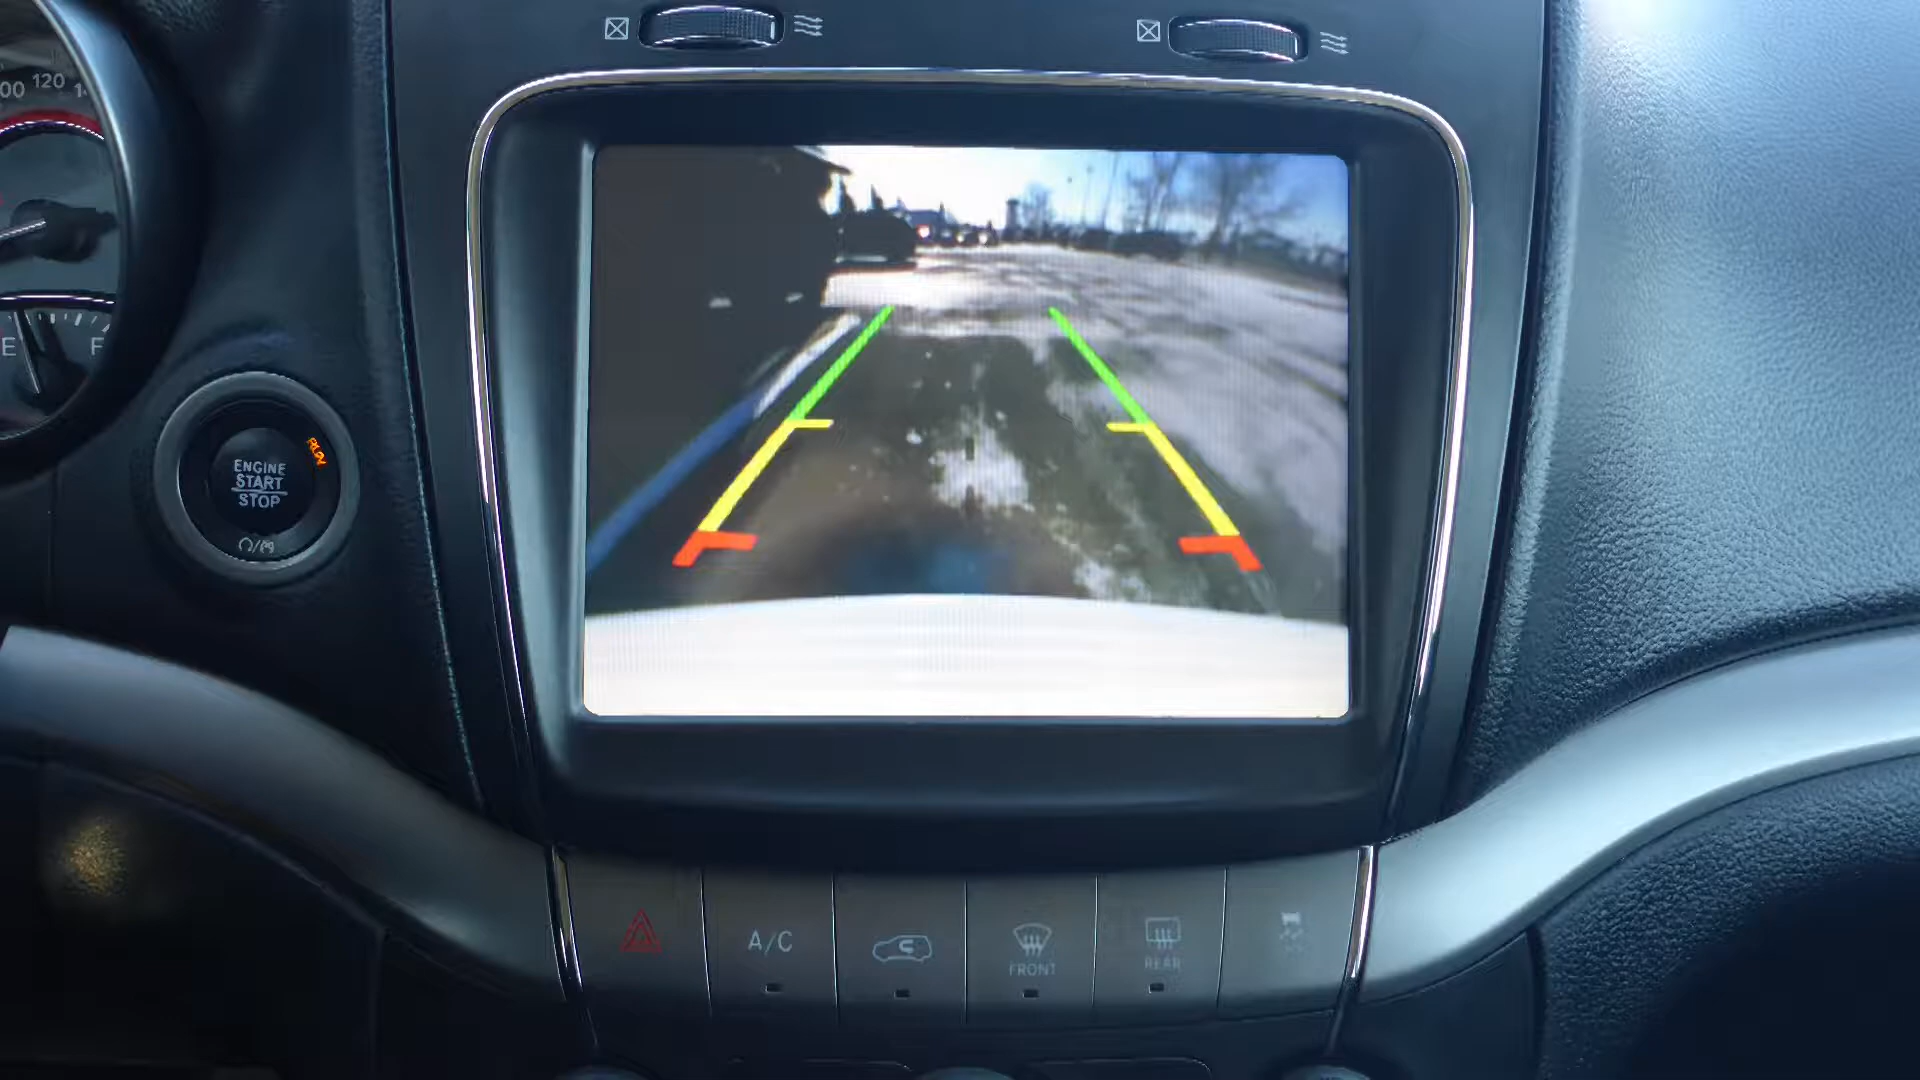 120
E
F
ENGINE
START
STOP
A/C
FRONT
REAR